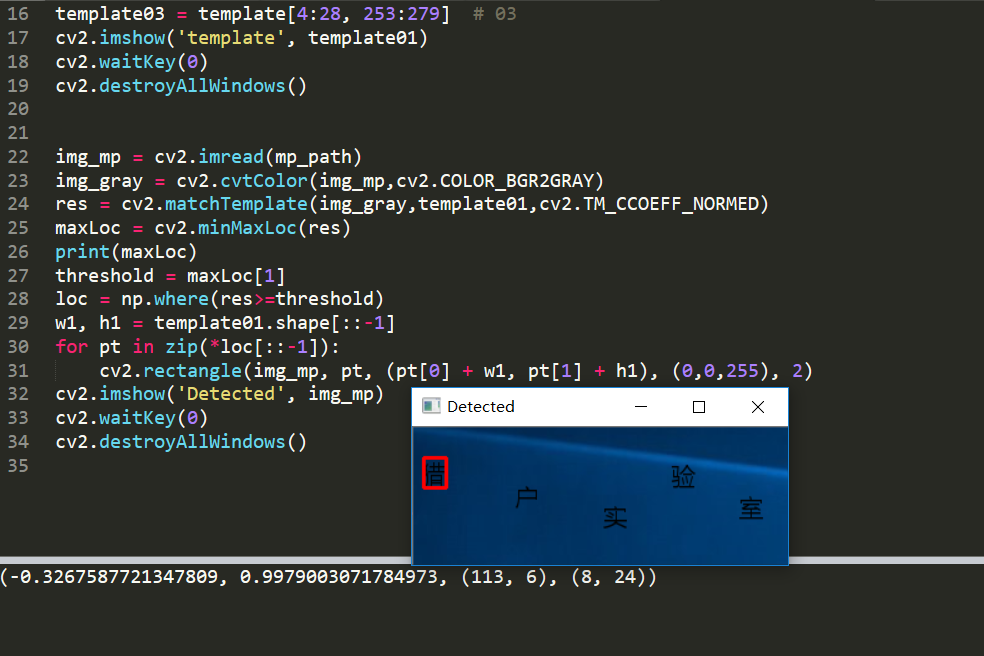 16 template03 = template[4:28, 253:279]  # 03
17 cv2.imshow('template', template01)
18 cv2.waitKey(0)
19 cv2.destroyAllWindows()
20
21
22 img_mp = cv2.imread(mp_path)
23 img_gray = cv2.cvtColor(img_mp,cv2.COLOR_BGR2GRAY)
24 res = cv2.matchTemplate(img_gray,template01,cv2.TM_CCOEFF_NORMED)
25 maxLoc = cv2.minMaxLoc(res)
26 print(maxLoc)
27 threshold = maxLoc[1]
28 loc = np.where(res>=threshold)
29 w1, h1 = template01.shape[::-1]
30 for pt in zip(*loc[::-1]):
31     cv2.rectangle(img_mp, pt, (pt[0] + w1, pt[1] + h1), (0,0,255), 2)
32 cv2.imshow('Detected', img_mp)
33 cv2.waitKey(0)
34 cv2.destroyAllWindows()
35
Detected
借
户
实
验
室
(-0.3267587721347809, 0.9979003071784973, (113, 6), (8, 24))